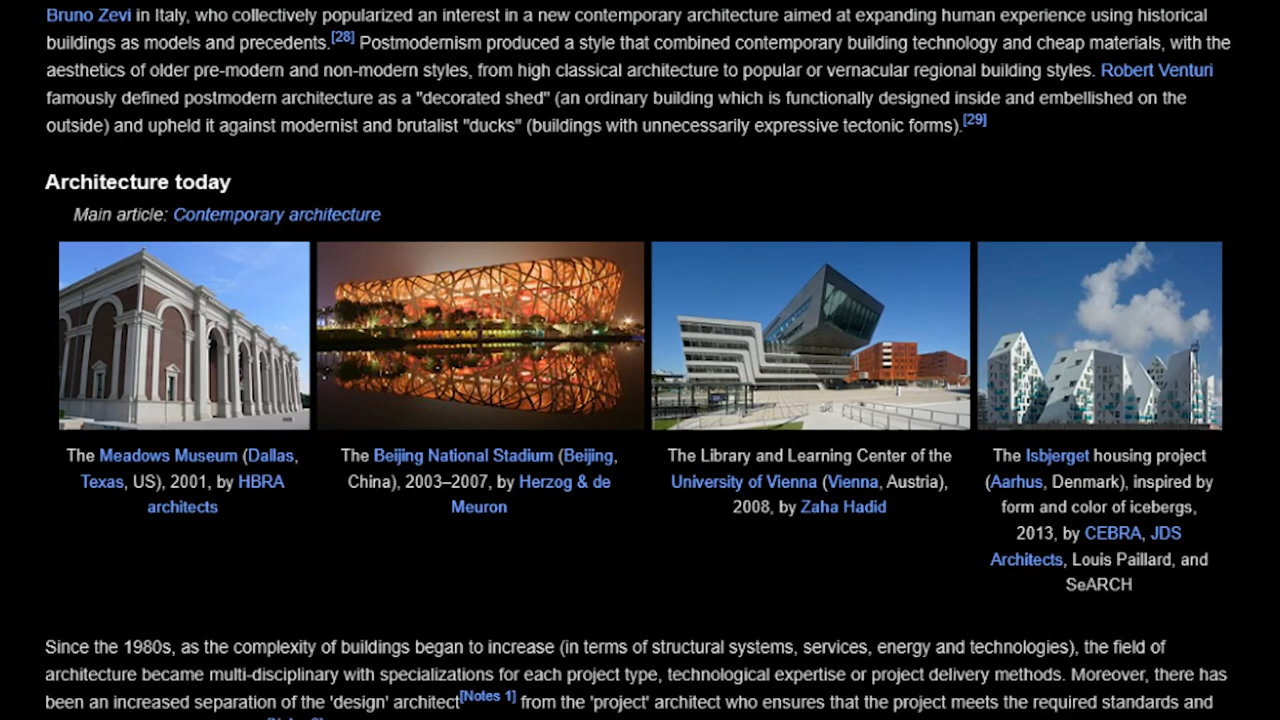 Bruno Zevi in Italy, who collectively popularized an interest in a new contemporary architecture aimed at expanding human experience using historical
buildings as models and precedents.[28] Postmodernism produced a style that combined contemporary building technology and cheap materials, with the
aesthetics of older pre-modern and non-modern styles, from high classical architecture to popular or vernacular regional building styles. Robert Venturi
famously defined postmodern architecture as a "decorated shed" (an ordinary building which is functionally designed inside and embellished on the
outside) and upheld it against modernist and brutalist "ducks" (buildings with unnecessarily expressive tectonic forms).[29]
Architecture today
Main article: Contemporary architecture
The Meadows Museum (Dallas,
Texas, US), 2001, by HBRA
architects
The Beijing National Stadium (Beijing,
China), 2003–2007, by Herzog & de
Meuron
The Library and Learning Center of the
University of Vienna (Vienna, Austria),
2008, by Zaha Hadid
The Isbjerget housing project
(Aarhus, Denmark), inspired by
form and color of icebergs,
2013, by CEBRA, JDS
Architects, Louis Paillard, and
SeARCH
Since the 1980s, as the complexity of buildings began to increase (in terms of structural systems, services, energy and technologies), the field of
architecture became multi-disciplinary with specializations for each project type, technological expertise or project delivery methods. Moreover, there has
been an increased separation of the 'design' architect[Notes 1] from the 'project' architect who ensures that the project meets the required standards and